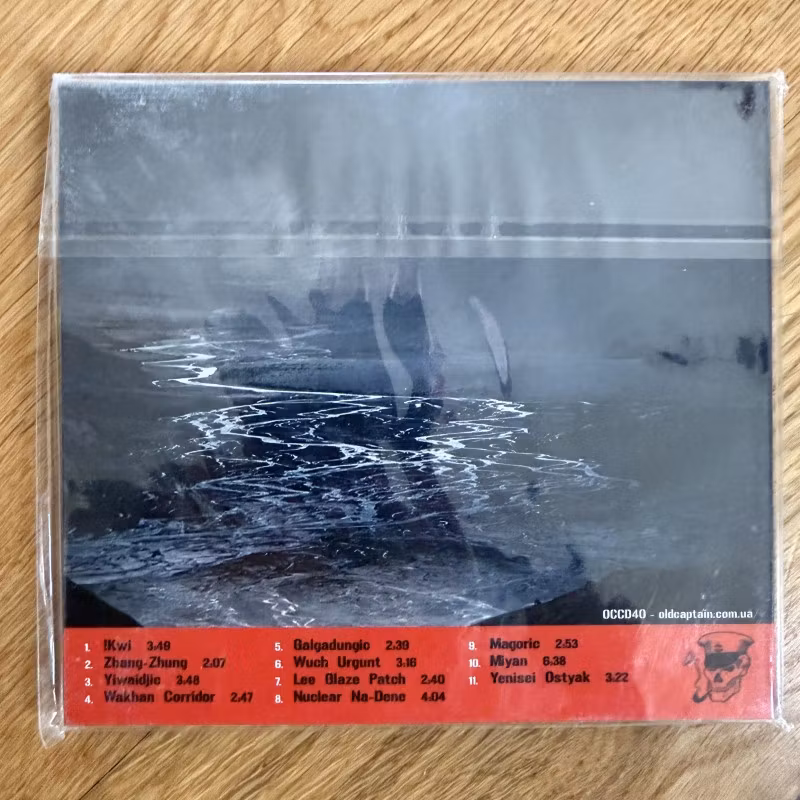 OCCD40 - oldcaptain.com.ua
1. !Kwi 3.49
2. Zhang-Zhung 2:07
3. Yiwaidjic 3.48
4. Wakhan Corridor 2.47
5. Galgadungic 2:39
6. Wuch Urgunt 3:16
7. Lee Glaze Patch 2:40
8. Nuclear Na-Dene 4:04
9. Magoric 2:53
10. Miyan 6.38
11. Yenisei Ostyak 3:22